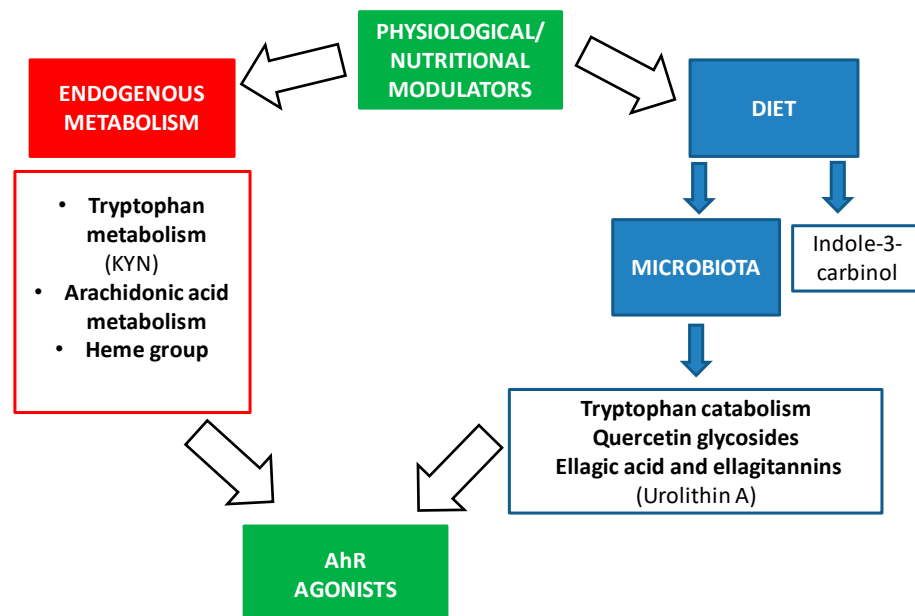 PHYSIOLOGICAL/
NUTRITIONAL
MODULATORS
ENDOGENOUS
METABOLISM
• Tryptophan
metabolism
(KYN)
• Arachidonic acid
metabolism
• Heme group
DIET
MICROBIOTA
Indole-3-
carbinol
Tryptophan catabolism
Quercetin glycosides
Ellagic acid and ellagitannins
(Urolithin A)
AhR
AGONISTS